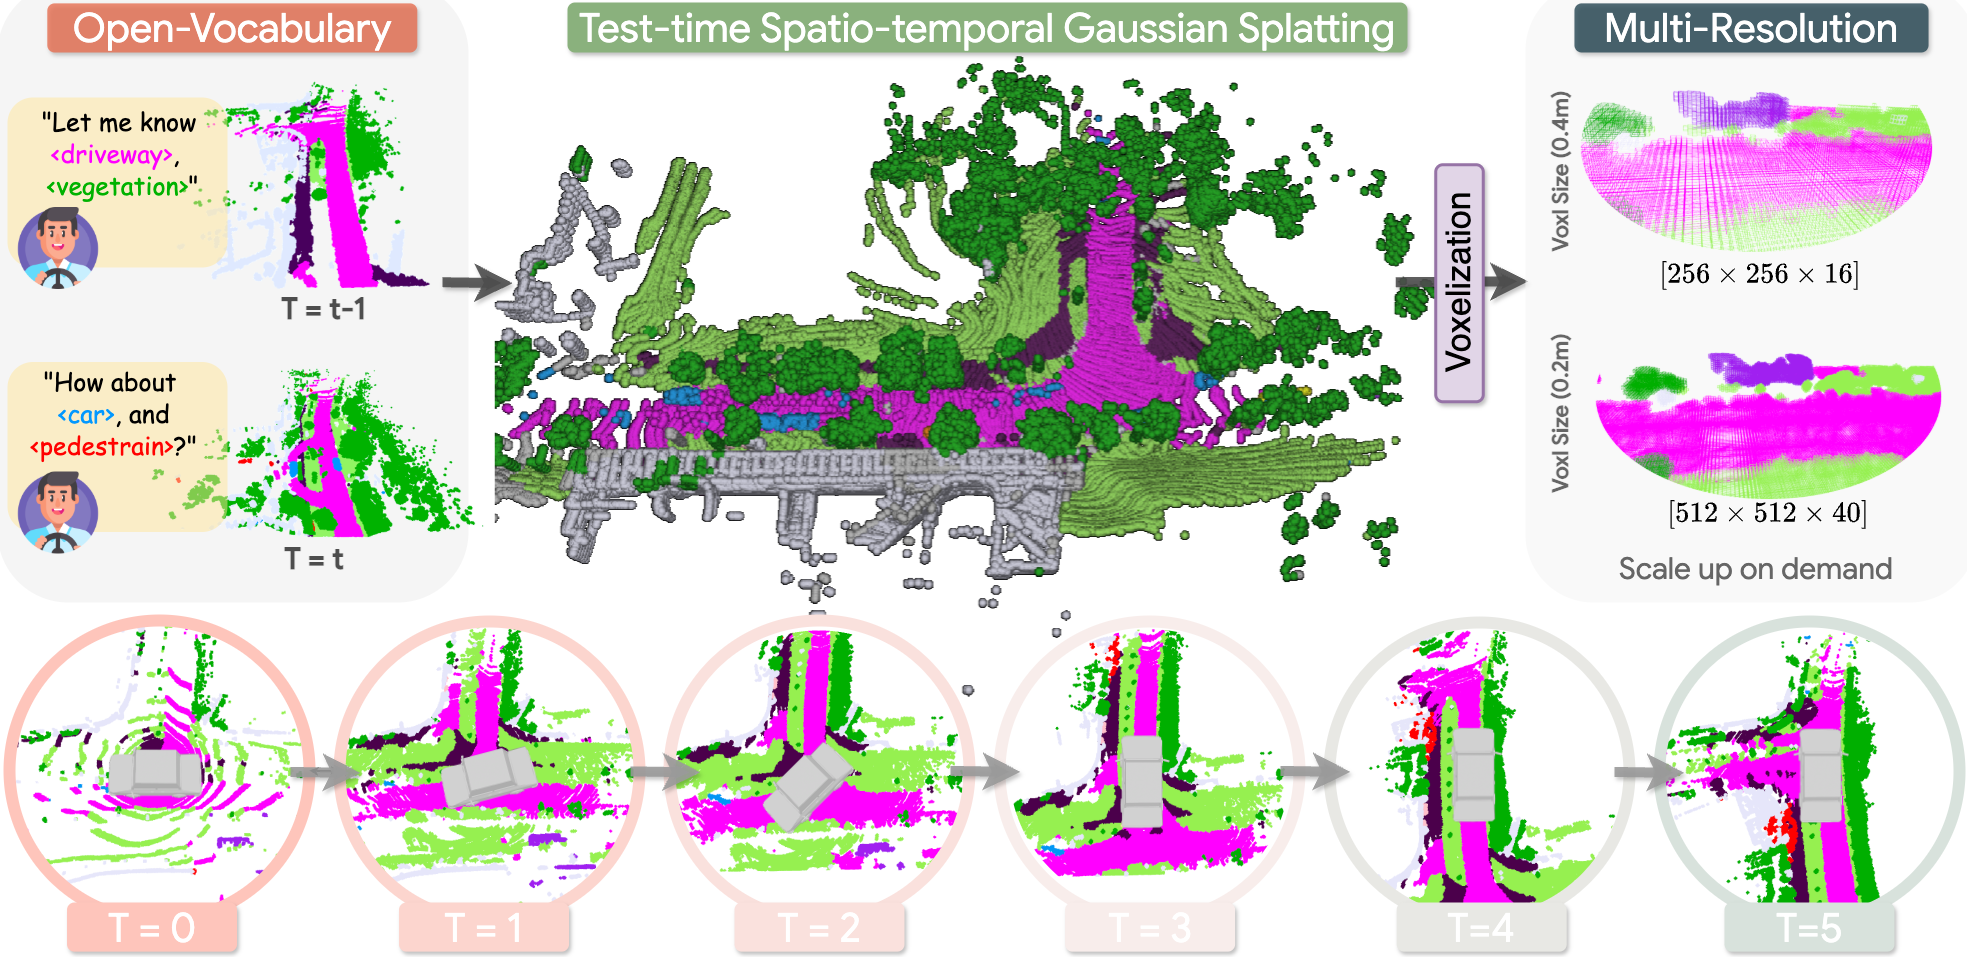 Open-Vocabulary
"Let me know
<driveway>,
<vegetation>"
T = t-1
"How about
<car>, and
<pedestrain>?"
T = t
Test-time Spatio-temporal Gaussian Splatting
Voxelization
Multi-Resolution
Voxl Size (0.4m)
[256 × 256 × 16]
Voxl Size (0.2m)
[512 × 512 × 40]
Scale up on demand
T = 0
T = 1
T = 2
T = 3
T=4
T=5